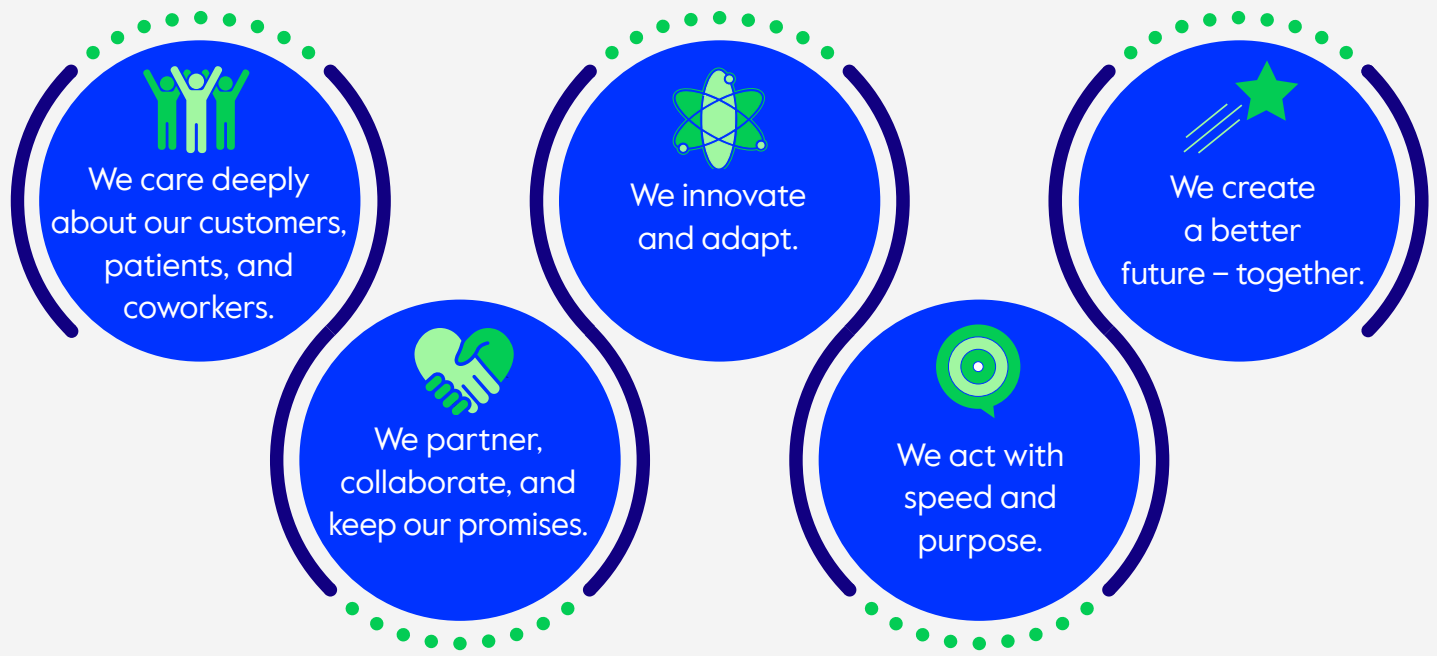 We care deeply
about our customers,
patients, and
coworkers.
We partner,
collaborate, and
keep our promises.
We innovate
and adapt.
We act with
speed and
purpose.
We create
a better
future – together.